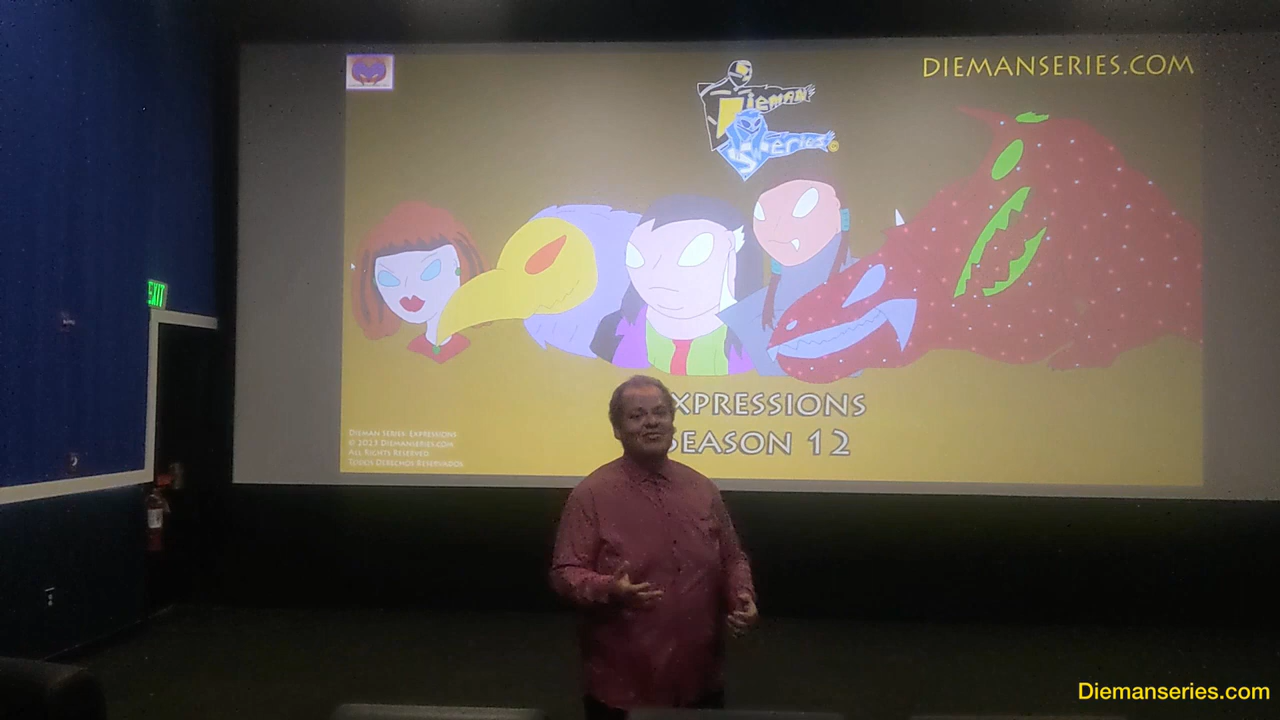 DIEMANSERIES.COM
DIEMAN
Series
EXIT
XPRESSIONS
SEASON 12
DIEMAN SERIES: EXPRESSIONS
© 2023 DIEMANSERIES.COM
ALL RIGHTS RESERVED
TODOS DERECHOS RESERVADOS
Diemanseries.com